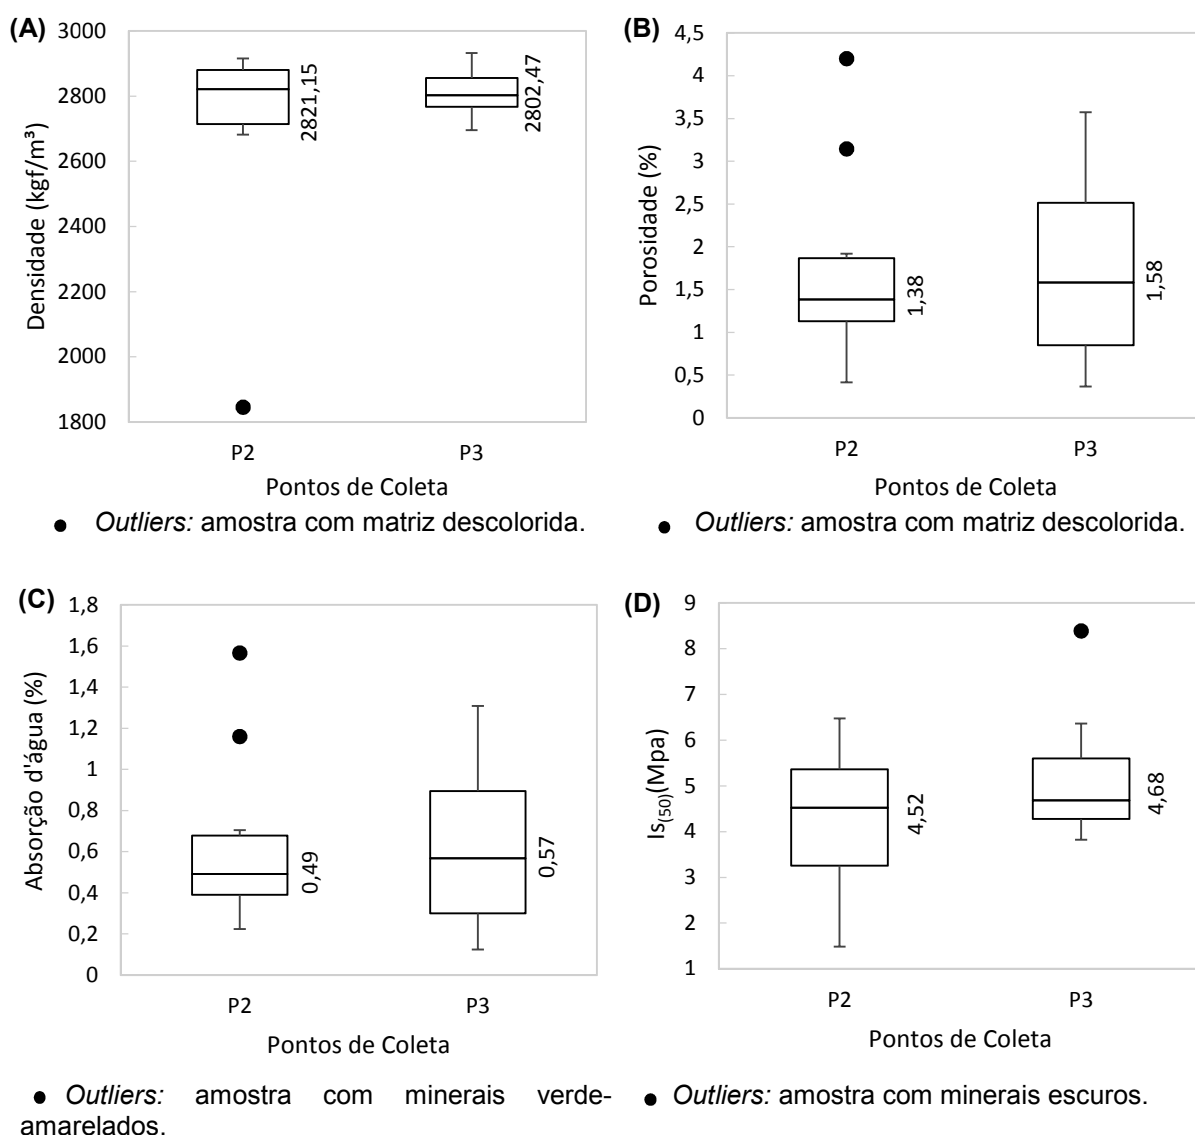 (A)
3000
2800
2600
2400
2200
2000
1800
Densidade (kgf/m³)
2821,15
2802,47
P2
P3
Pontos de Coleta
● Outliers: amostra com matriz descolorida.
(B)
4,5
4
3,5
3
2,5
2
1,5
1
0,5
0
Porosidade (%)
1,38
1,58
P2
P3
Pontos de Coleta
● Outliers: amostra com matriz descolorida.
(C)
1,8
1,6
1,4
1,2
1
0,8
0,6
0,4
0,2
0
Absorção d'água (%)
0,49
0,57
P2
P3
Pontos de Coleta
● Outliers: amostra com minerais verde-
amarelados.
(D)
9
8
7
6
5
4
3
2
1
Is(50)(Mpa)
4,52
4,68
P2
P3
Pontos de Coleta
● Outliers: amostra com minerais escuros.